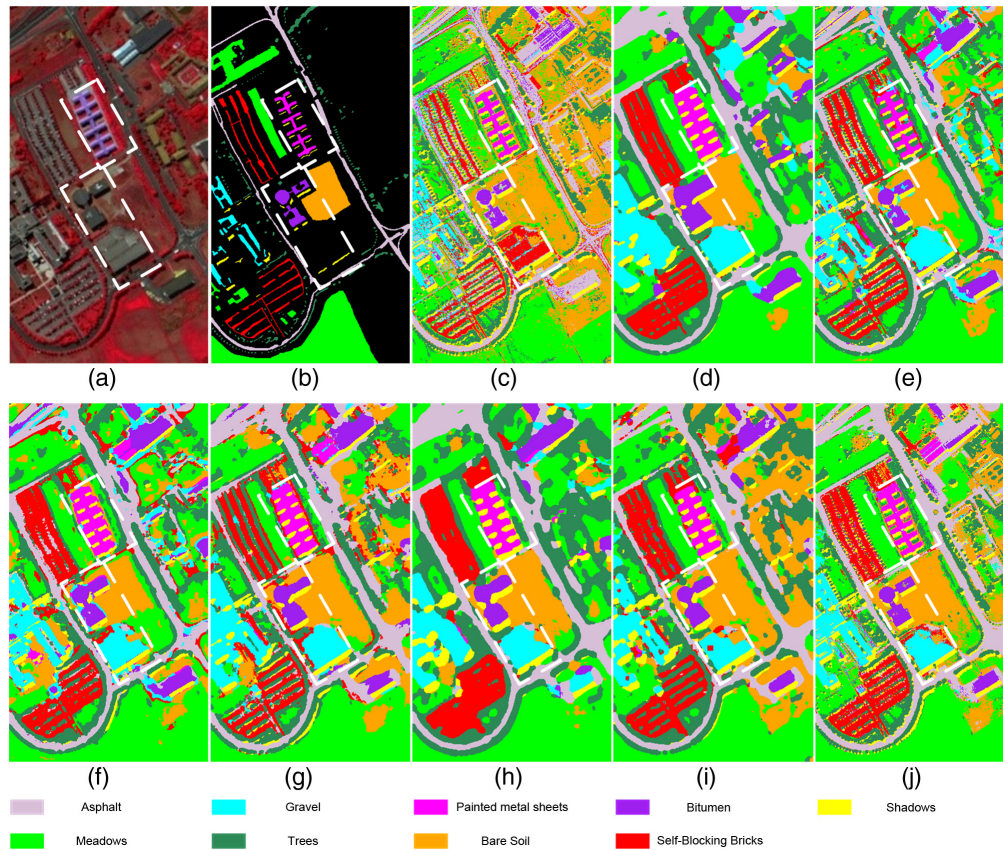 (a) (b) (c) (d) (e)
(f) (g) (h) (i) (j)
Asphalt Gravel Painted metal sheets Bitumen Shadows
Meadows Trees Bare Soil Self-Blocking Bricks